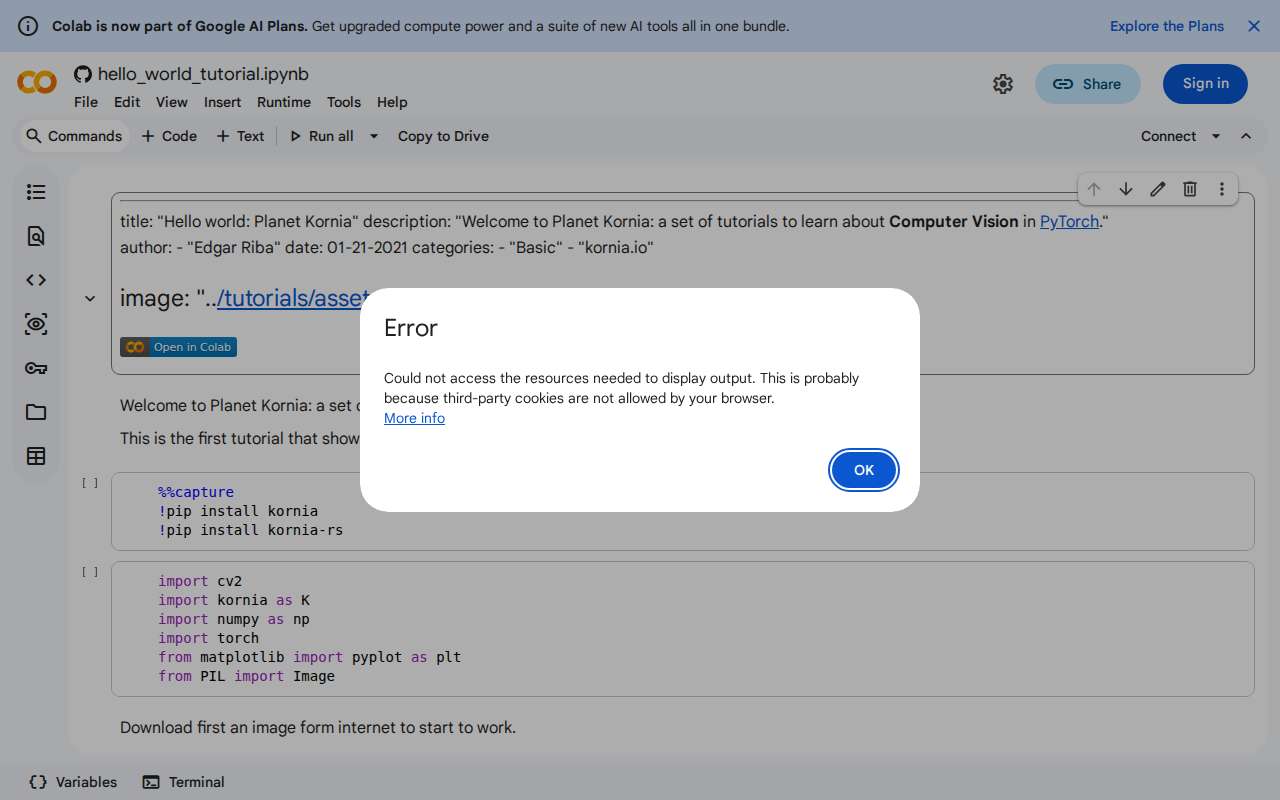 Colab is now part of Google AI Plans. Get upgraded compute power and a suite of new AI tools all in one bundle.
Explore the Plans
hello_world_tutorial.ipynb
File Edit View Insert Runtime Tools Help
Share
Sign in
Commands + Code + Text Run all Copy to Drive
Connect
title: "Hello world: Planet Kornia" description: "Welcome to Planet Kornia: a set of tutorials to learn about Computer Vision in PyTorch."
author: - "Edgar Riba" date: 01-21-2021 categories: - "Basic" - "kornia.io"
image: "../tutorials/asset
Open in Colab
Welcome to Planet Kornia: a set
This is the first tutorial that show
Error
Could not access the resources needed to display output. This is probably
because third-party cookies are not allowed by your browser.
More info
OK
[ ]
%%capture
!pip install kornia
!pip install kornia-rs
[ ]
import cv2
import kornia as K
import numpy as np
import torch
from matplotlib import pyplot as plt
from PIL import Image
Download first an image form internet to start to work.
Variables Terminal